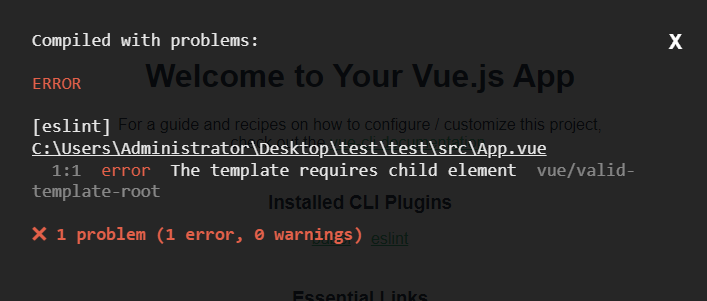 Compiled with problems:
X
Welcome to Your Vue.js App
ERROR
For a guide and recipes on how to configure / customize this project,
[eslint]
C:\Users\Administrator\Desktop\test\test\src\App.vue
1:1 error The template requires child element vue/valid-
template-root
Installed CLI Plugins
❌ 1 problem (1 error, 0 warnings)
eslint
Essential Links